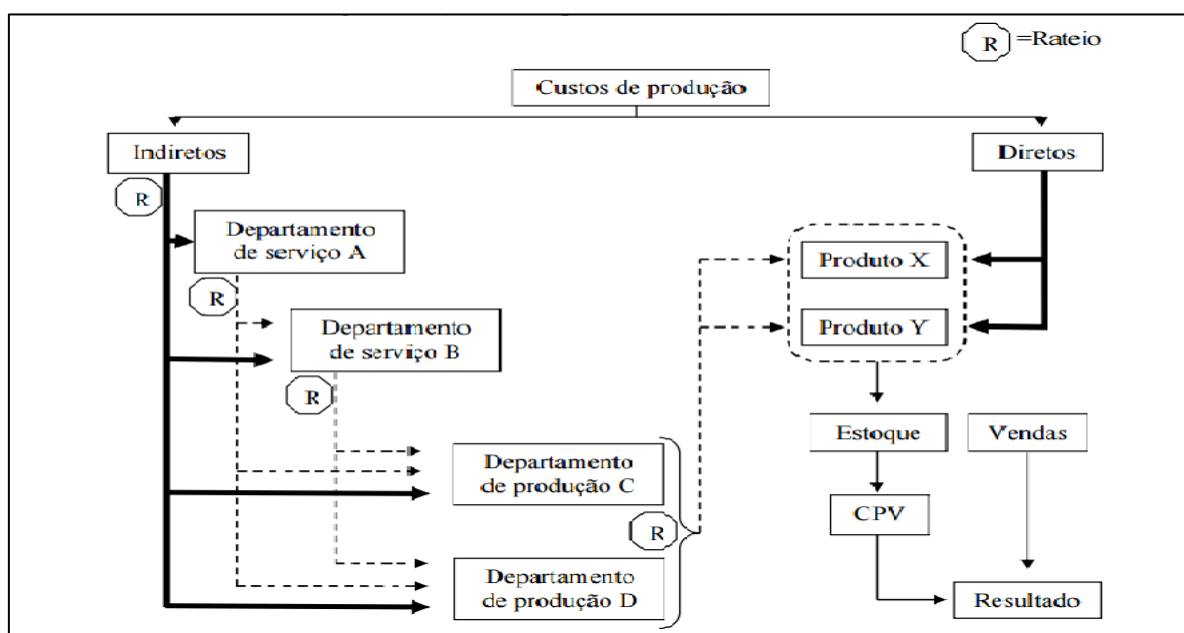 R =Rateio
Custos de produção
Indiretos
Diretos
R
Departamento
de serviço A
R
Departamento
de serviço B
R
Produto X
Produto Y
Estoque
Vendas
Departamento
de produção C
R
CPV
Departamento
de produção D
Resultado